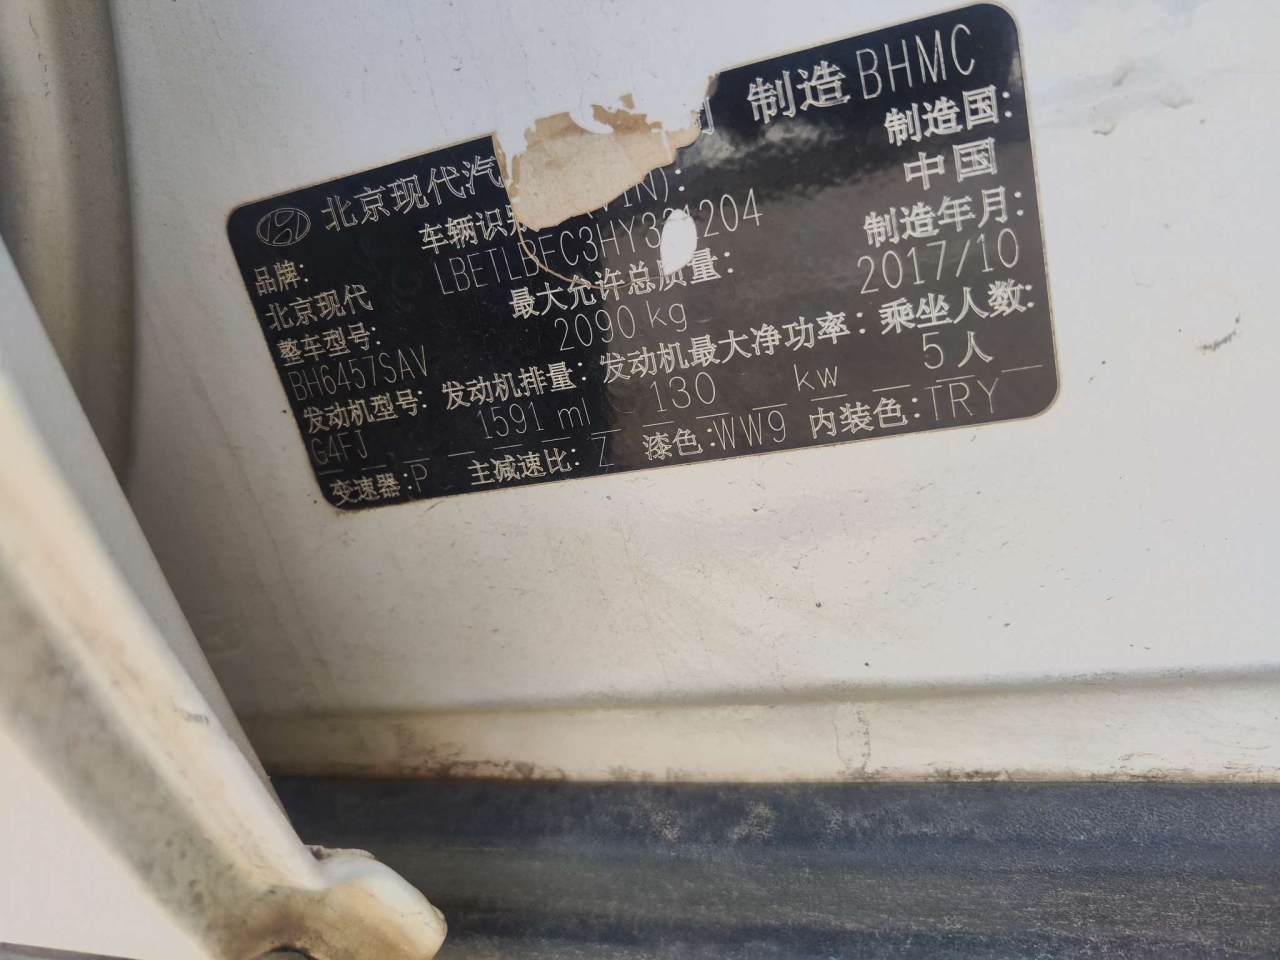 北京现代汽 制造 BHMC
品牌: 车辆识 (VIN): 制造国:
北京现代 中国
整车型号: 最大允许总质量: 制造年月:
BH6457SAV 2090 kg 2017/10
发动机型号: 发动机排量: 发动机最大净功率: 乘坐人数:
G4FJ 1591 ml 130 kw 5 人
变速器:P 主减速比: Z 漆色:WW9 内装色:TRY